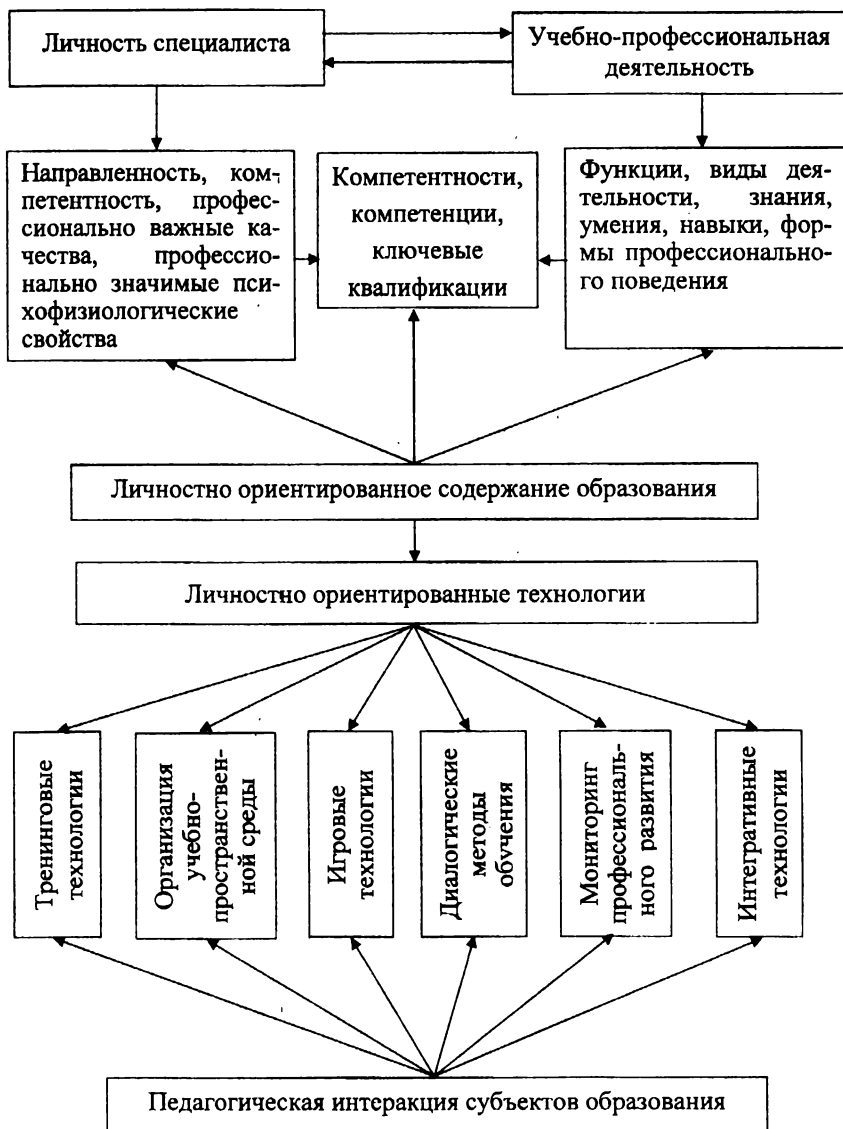 Личность специалиста
Учебно-профессиональная
деятельность
Направленность, ком-
петентность, профес-
сионально важные ка-
чества, профессио-
нально значимые пси-
хофизиологические
свойства
Компетентности,
компетенции,
ключевые
квалификации
Функции, виды дея-
тельности, знания,
умения, навыки, фор-
мы профессионально-
го поведения
Личностно ориентированное содержание образования
Личностно ориентированные технологии
Тренинговые
технологии
Организация
учебно-
пространствен-
ной среды
Игровые
технологии
Диалогические
методы
обучения
Мониторинг
профессиональ-
ного развития
Интегративные
технологии
Педагогическая интеракция субъектов образования